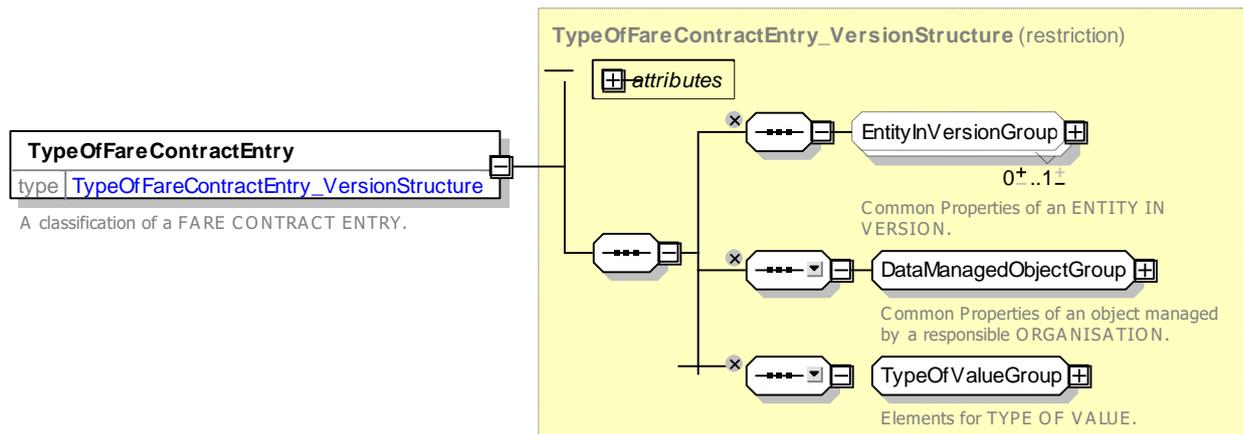 TypeOfFareContractEntry_VersionStructure (restriction)
attributes
EntityInVersionGroup
0..1
Common Properties of an ENTITY IN
VERSION.
TypeOfFareContractEntry
type TypeOfFareContractEntry_VersionStructure
A classification of a FARE CONTRACT ENTRY.
DataManagedObjectGroup
Common Properties of an object managed
by a responsible ORGANISATION.
TypeOfValueGroup
Elements for TYPE OF VALUE.